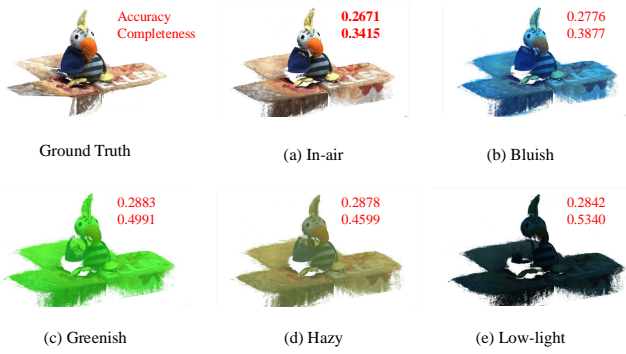 Accuracy
Completeness
0.2671
0.3415
0.2776
0.3877
Ground Truth
(a) In-air
(b) Bluish
0.2883
0.4991
0.2878
0.4599
0.2842
0.5340
(c) Greenish
(d) Hazy
(e) Low-light